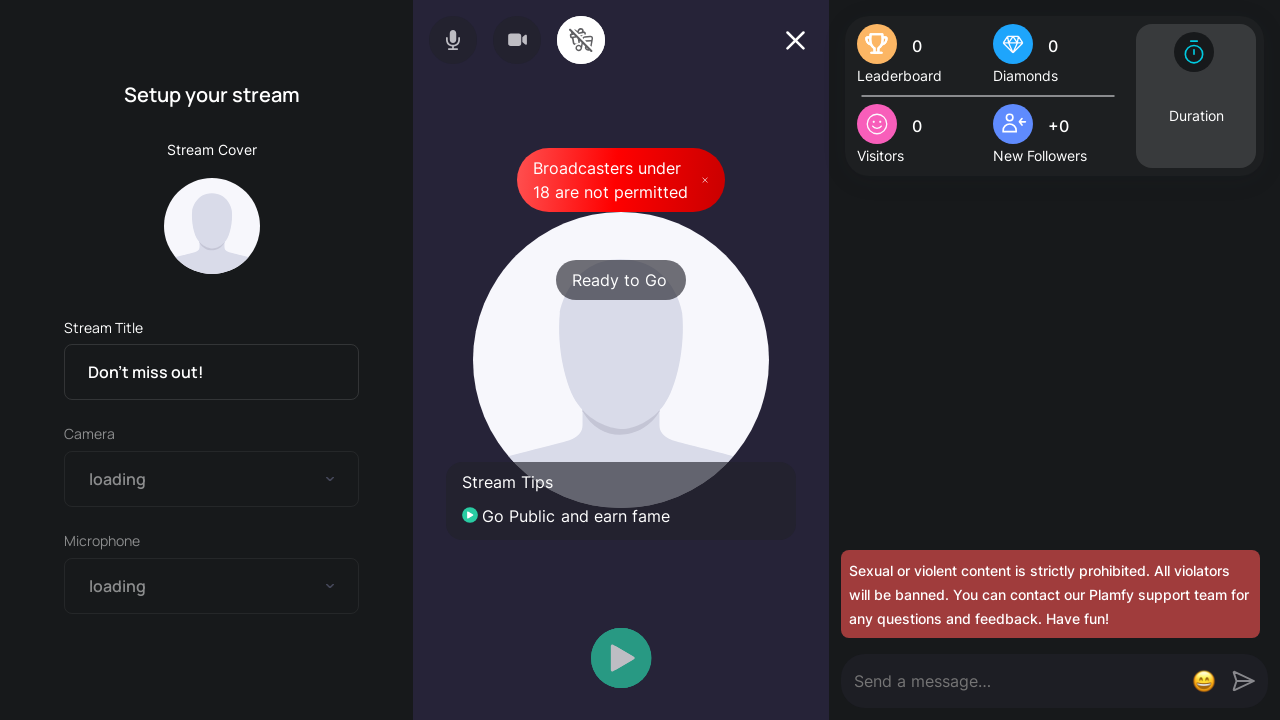 Setup your stream
Stream Cover
Stream Title
Don't miss out!
Camera
loading
Microphone
loading
Broadcasters under
18 are not permitted
Ready to Go
Stream Tips
Go Public and earn fame
0
Leaderboard
0
Diamonds
0
Visitors
+0
New Followers
Duration
Sexual or violent content is strictly prohibited. All violators
will be banned. You can contact our Plamfy support team for
any questions and feedback. Have fun!
Send a message...